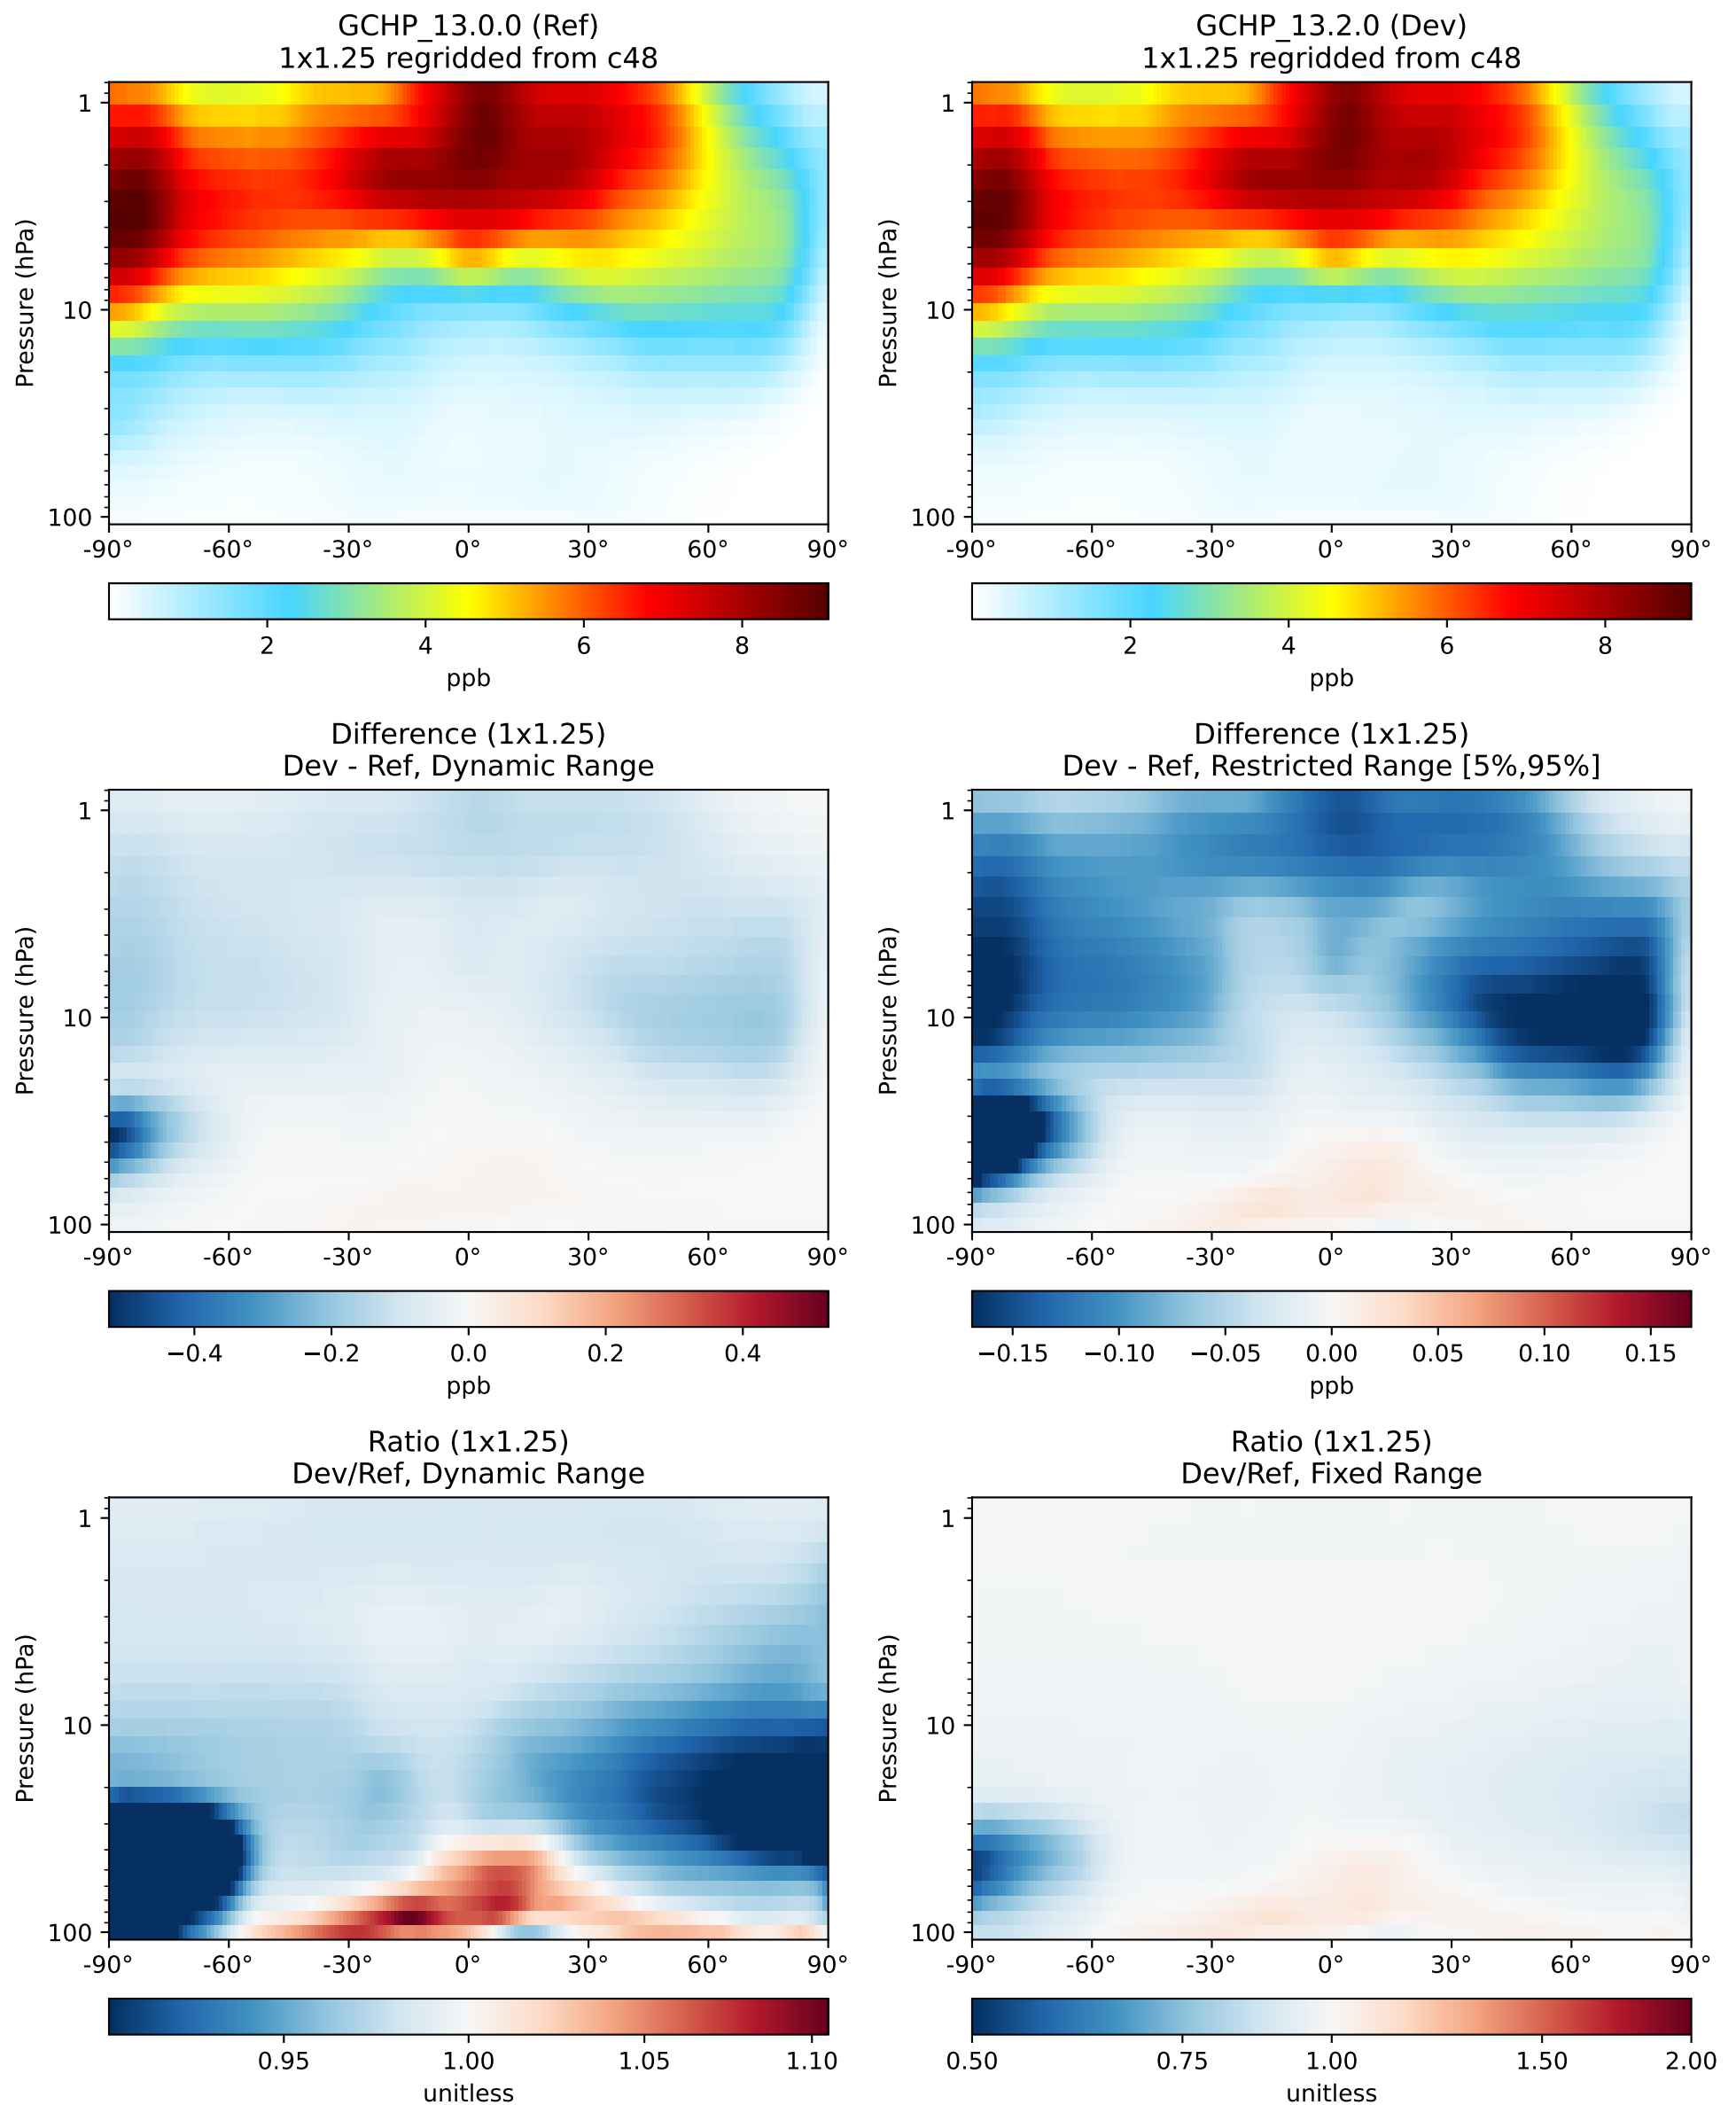 GCHP_13.0.0 (Ref)
1x1.25 regridded from c48
Pressure (hPa)
1
10
100
-90° -60° -30° 0° 30° 60° 90°
2 4 6 8
ppb
GCHP_13.2.0 (Dev)
1x1.25 regridded from c48
Pressure (hPa)
1
10
100
-90° -60° -30° 0° 30° 60° 90°
2 4 6 8
ppb
Difference (1x1.25)
Dev - Ref, Dynamic Range
Pressure (hPa)
1
10
100
-90° -60° -30° 0° 30° 60° 90°
−0.4 −0.2 0.0 0.2 0.4
ppb
Difference (1x1.25)
Dev - Ref, Restricted Range [5%,95%]
Pressure (hPa)
1
10
100
-90° -60° -30° 0° 30° 60° 90°
−0.15 −0.10 −0.05 0.00 0.05 0.10 0.15
ppb
Ratio (1x1.25)
Dev/Ref, Dynamic Range
Pressure (hPa)
1
10
100
-90° -60° -30° 0° 30° 60° 90°
0.95 1.00 1.05 1.10
unitless
Ratio (1x1.25)
Dev/Ref, Fixed Range
Pressure (hPa)
1
10
100
-90° -60° -30° 0° 30° 60° 90°
0.50 0.75 1.00 1.50 2.00
unitless